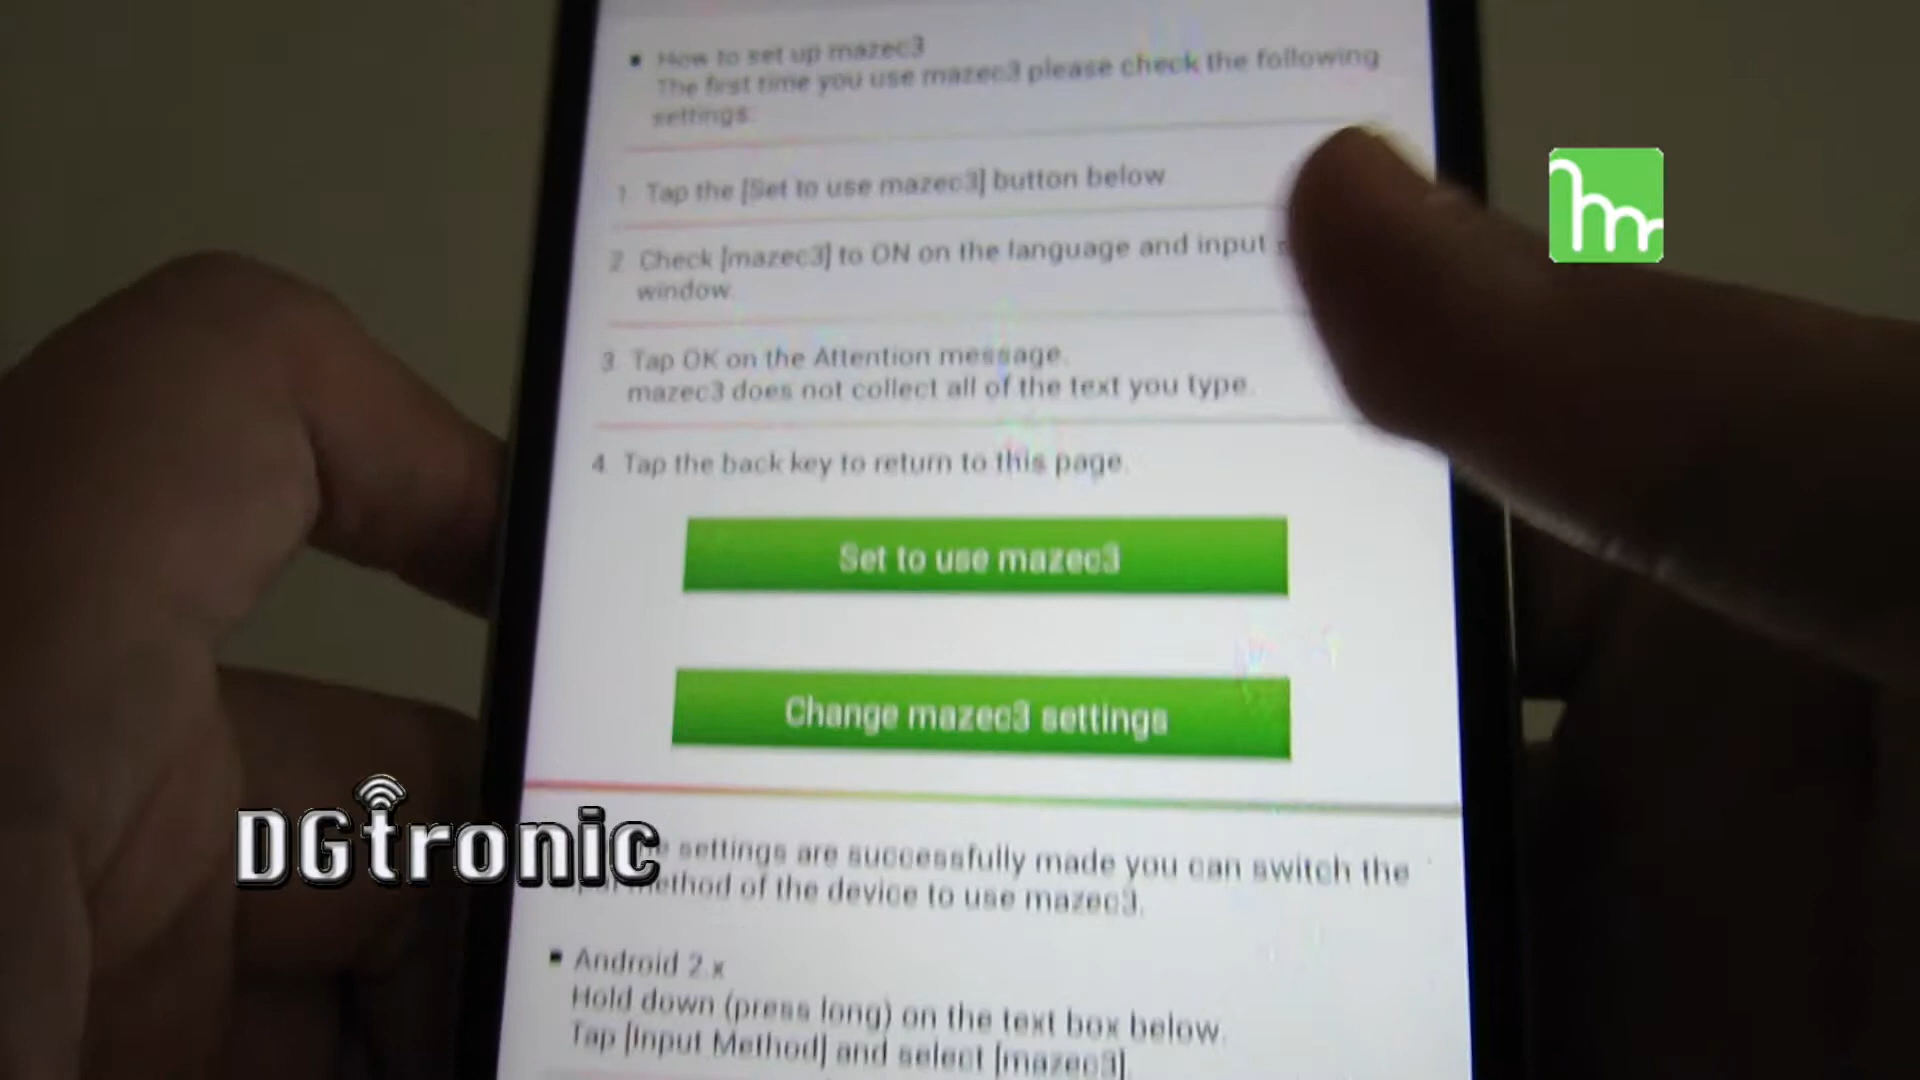 ▪ How to set up mazec3
The first time you use mazec3 please check the following
settings:
1. Tap the [Set to use mazec3] button below
2. Check [mazec3] to ON on the language and input
window.
3. Tap OK on the Attention message.
mazec3 does not collect all of the text you type.
4. Tap the back key to return to this page.
Set to use mazec3
Change mazec3 settings
DGtronic
settings are successfully made you can switch the
method of the device to use mazec3.
▪ Android 2.x
Hold down (press long) on the text box below.
Tap [Input Method] and select [mazec3].